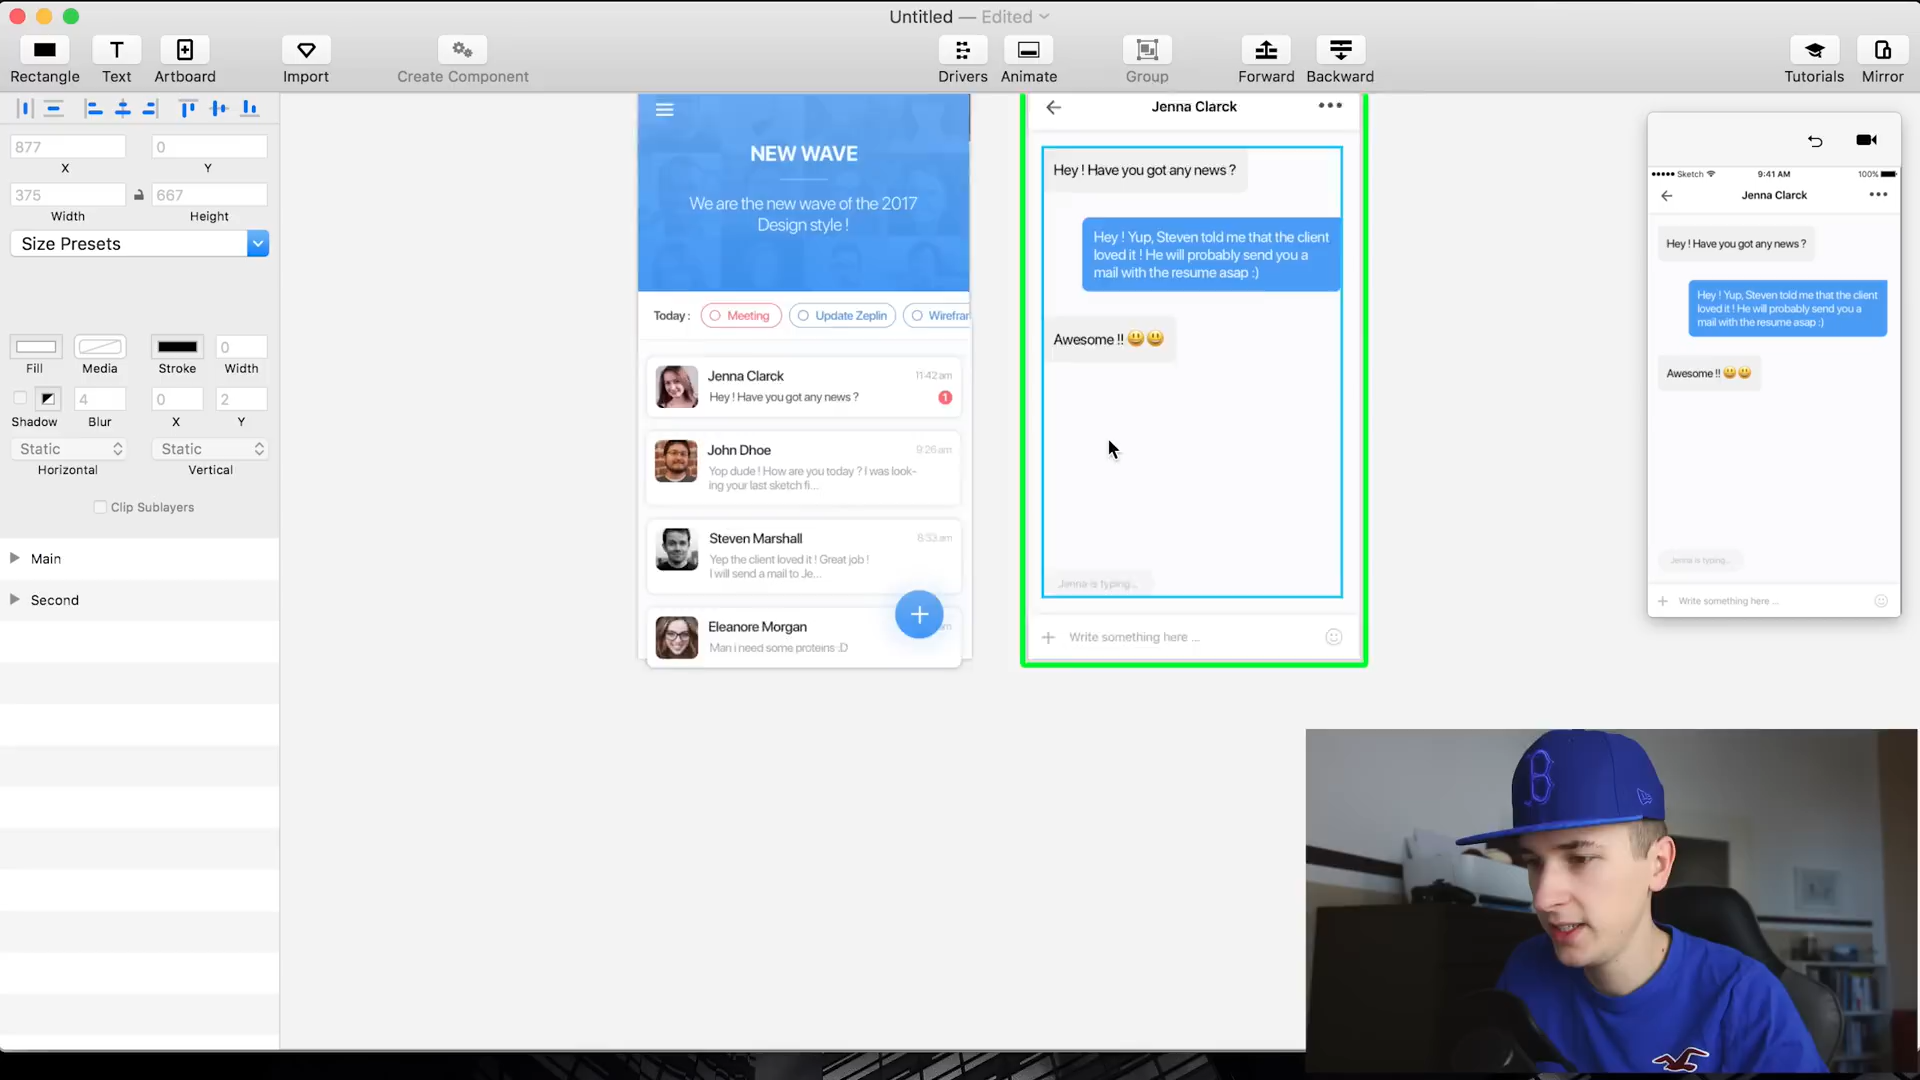 Untitled — Edited
Rectangle
Text
Artboard
Import
Create Component
Drivers
Animate
Group
Forward
Backward
Tutorials
Mirror
877
0
X
Y
375
667
Width
Height
Size Presets
Fill
Media
Stroke
0
Width
Shadow
4
Blur
0
X
2
Y
Static
Horizontal
Static
Vertical
Clip Sublayers
Main
Second
NEW WAVE
We are the new wave of the 2017
Design style !
Today :
Meeting
Update Zeplin
Wirefrar
Jenna Clarck
11:42 am
Hey ! Have you got any news ?
1
John Dhoe
9:26 am
Yop dude ! How are you today ? I was look-
ing your last sketch fi...
Steven Marshall
8:33 am
Yep the client loved it ! Great job !
I will send a mail to Je...
Eleanore Morgan
am
Man i need some proteins :D
Jenna Clarck
Hey ! Have you got any news ?
Hey ! Yup, Steven told me that the client
loved it ! He will probably send you a
mail with the resume asap :)
Awesome !! 😃😃
Jenna is typing...
Write something here ...
Sketch
9:41 AM
100%
Jenna Clarck
Hey ! Have you got any news ?
Hey ! Yup, Steven told me that the client
loved it ! He will probably send you a
mail with the resume asap :)
Awesome !! 😃😃
Jenna is typing...
Write something here ...
B